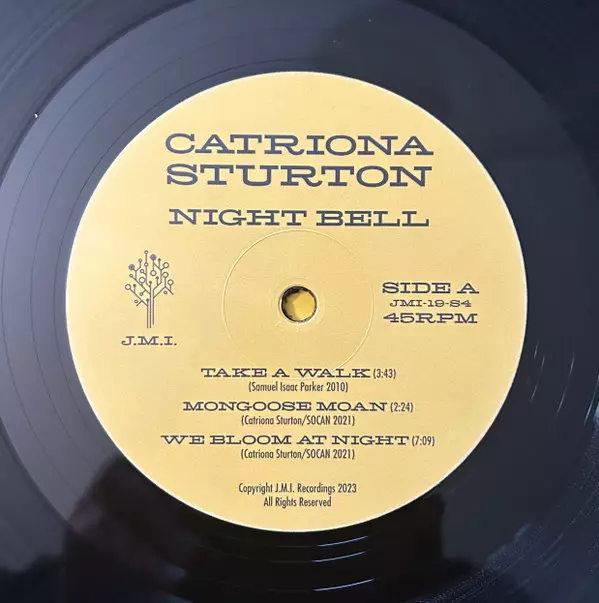 CATRIONA
STURTON
NIGHT BELL
J.M.I.
SIDE A
JMI-19-S4
45RPM
TAKE A WALK (3:43)
(Samuel Isaac Parker 2010)
MONGOOSE MOAN (2:24)
(Catriona Sturton/SOCAN 2021)
WE BLOOM AT NIGHT (7:09)
(Catriona Sturton/SOCAN 2021)
Copyright J.M.I. Recordings 2023
All Rights Reserved